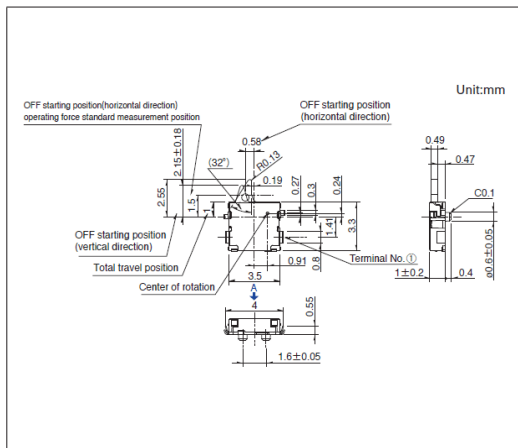 Unit:mm
OFF starting position(horizontal direction)
operating force standard measurement position
OFF starting position
(horizontal direction)
0.58
2.15±0.18
(32°)
R0.13
0.19
2.55
1.5
1
0.27
0.3
0.24
1.41
3.3
0.49
0.47
C0.1
ø0.6±0.05
OFF starting position
(vertical direction)
Total travel position
Center of rotation
0.91
0.8
Terminal No.①
1±0.2
0.4
3.5
A
4
0.55
1.6±0.05